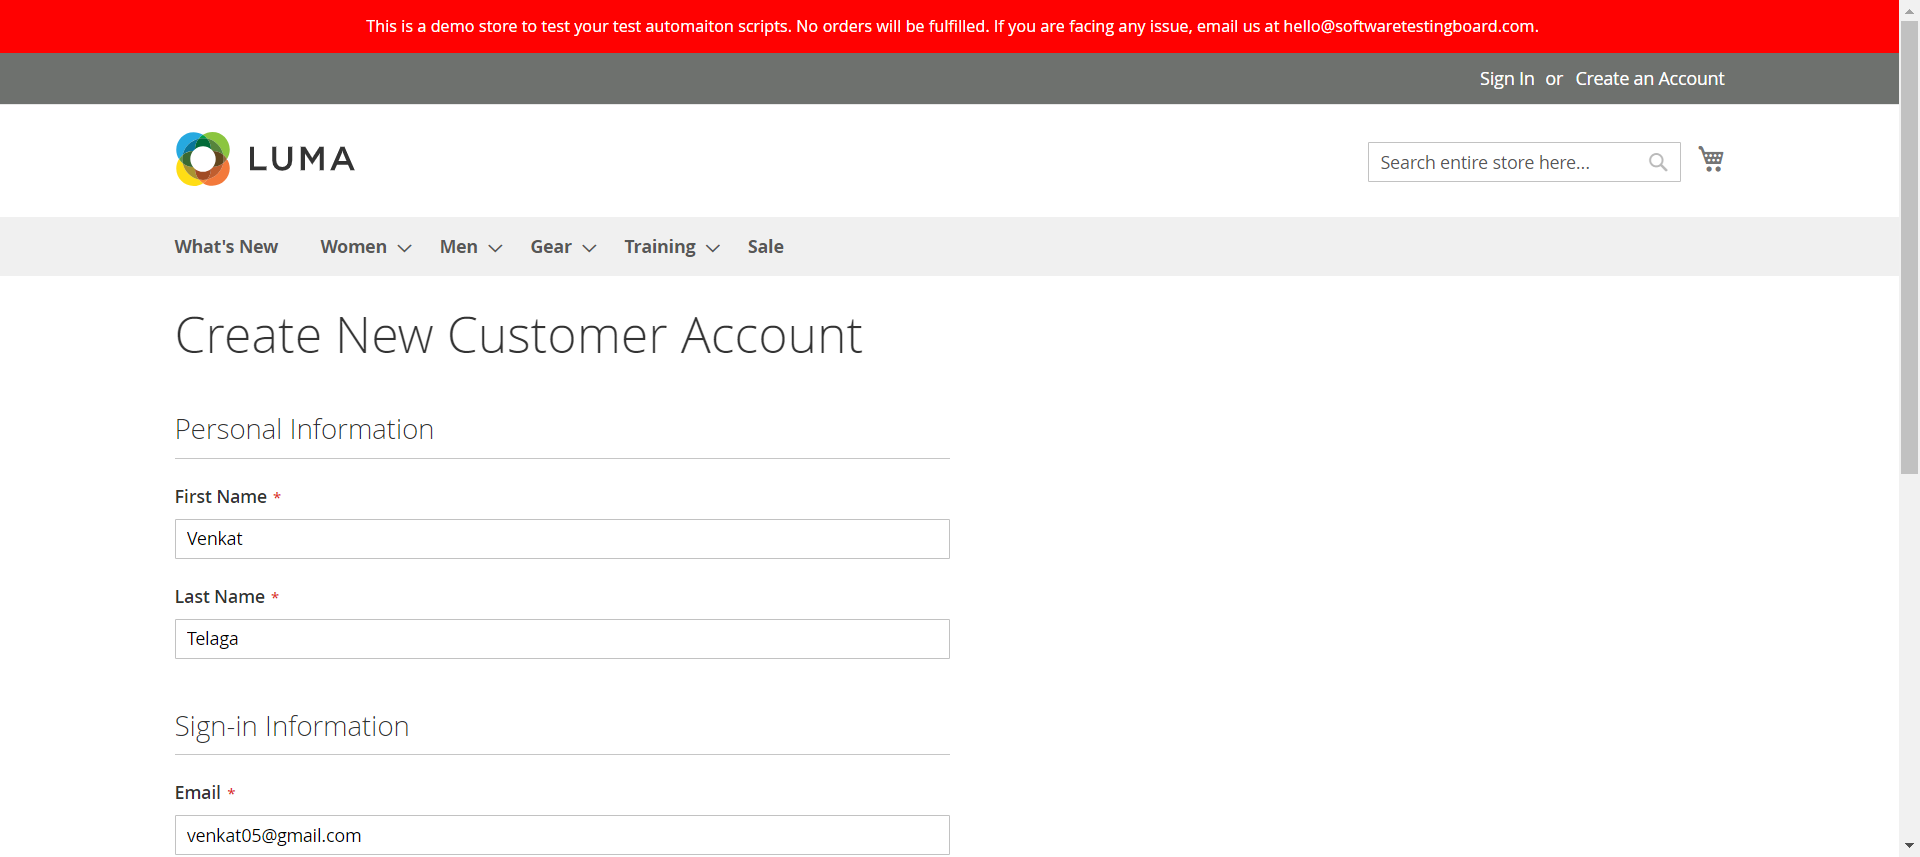 This is a demo store to test your test automaiton scripts. No orders will be fulfilled. If you are facing any issue, email us at hello@softwaretestingboard.com.
Sign In or Create an Account
LUMA
Search entire store here...
What's New Women Men Gear Training Sale
Create New Customer Account
Personal Information
First Name *
Venkat
Last Name *
Telaga
Sign-in Information
Email *
venkat05@gmail.com